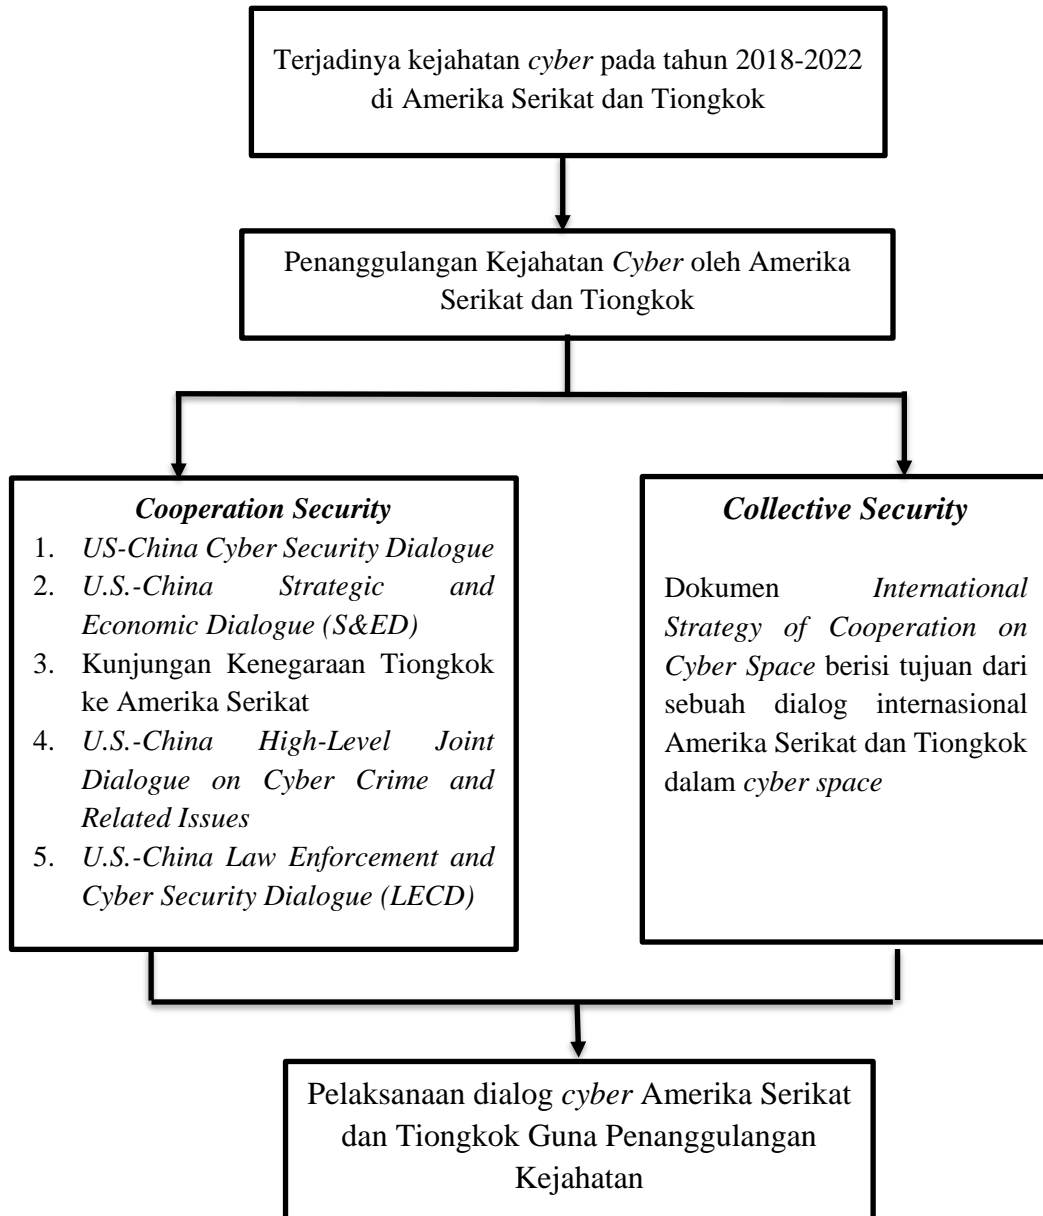 Terjadinya kejahatan cyber pada tahun 2018-2022
di Amerika Serikat dan Tiongkok
Penanggulangan Kejahatan Cyber oleh Amerika
Serikat dan Tiongkok
Cooperation Security
1. US-China Cyber Security Dialogue
2. U.S.-China Strategic and
Economic Dialogue (S&ED)
3. Kunjungan Kenegaraan Tiongkok
ke Amerika Serikat
4. U.S.-China High-Level Joint
Dialogue on Cyber Crime and
Related Issues
5. U.S.-China Law Enforcement and
Cyber Security Dialogue (LECD)
Collective Security
Dokumen International
Strategy of Cooperation on
Cyber Space berisi tujuan dari
sebuah dialog internasional
Amerika Serikat dan Tiongkok
dalam cyber space
Pelaksanaan dialog cyber Amerika Serikat
dan Tiongkok Guna Penanggulangan
Kejahatan